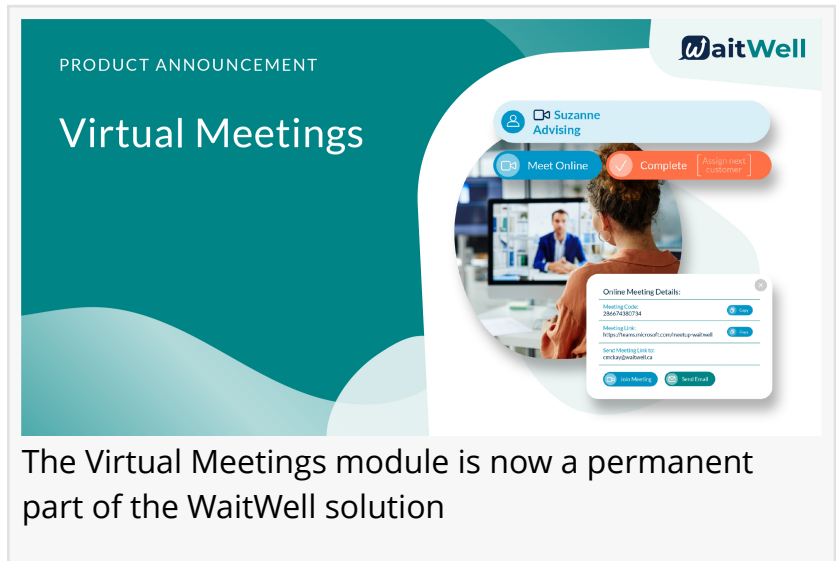 PRODUCT ANNOUNCEMENT
WaitWell
Virtual Meetings
Suzanne
Advising
Meet Online
Complete
Assign next
customer
Online Meeting Details:
Meeting Code:
286674380734
Copy
Meeting Link:
https://teams.microsoft.com/meetup-waitwell
Copy
Send Meeting Link to:
cmckay@waitwell.ca
Join Meeting
Send Email
The Virtual Meetings module is now a permanent
part of the WaitWell solution